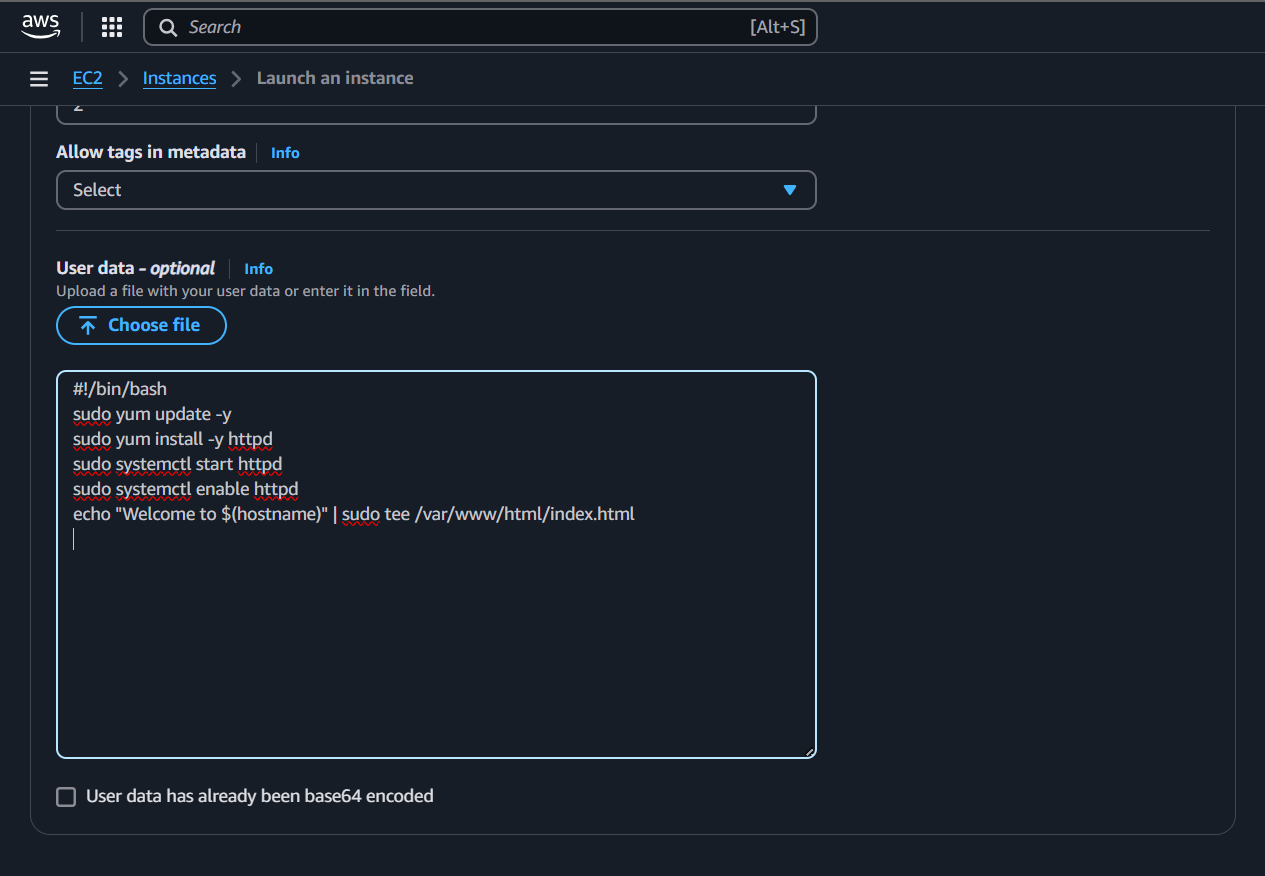 aws
Search [Alt+S]
EC2 Instances Launch an instance
Allow tags in metadata Info
Select
User data - optional Info
Upload a file with your user data or enter it in the field.
Choose file
#!/bin/bash
sudo yum update -y
sudo yum install -y httpd
sudo systemctl start httpd
sudo systemctl enable httpd
echo "Welcome to $(hostname)" | sudo tee /var/www/html/index.html
User data has already been base64 encoded